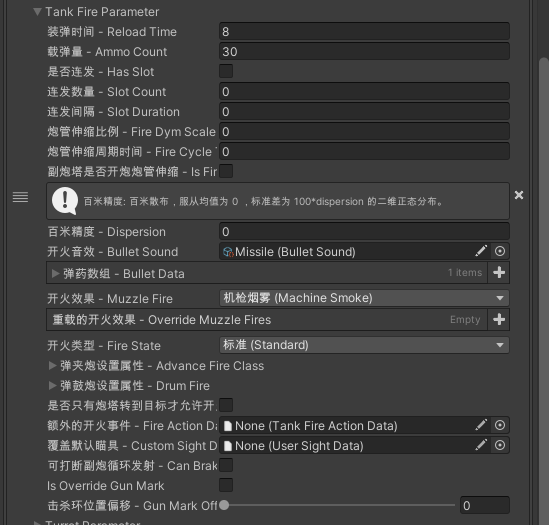 Tank Fire Parameter
装弹时间 - Reload Time 8
载弹量 - Ammo Count 30
是否连发 - Has Slot
连发数量 - Slot Count 0
连发间隔 - Slot Duration 0
炮管伸缩比例 - Fire Dym Scale 0
炮管伸缩周期时间 - Fire Cycle 0
副炮塔是否开炮炮管伸缩 - Is Fir
百米精度: 百米散布，服从均值为 0 ，标准差为 100*dispersion 的二维正态分布。
百米精度 - Dispersion 0
开火音效 - Bullet Sound Missile (Bullet Sound)
弹药数组 - Bullet Data 1 items
开火效果 - Muzzle Fire 机枪烟雾 (Machine Smoke)
重载的开火效果 - Override Muzzle Fires Empty
开火类型 - Fire State 标准 (Standard)
弹夹炮设置属性 - Advance Fire Class
弹鼓炮设置属性 - Drum Fire
是否只有炮塔转到目标才允许开
额外的开火事件 - Fire Action Da None (Tank Fire Action Data)
覆盖默认瞄具 - Custom Sight D None (User Sight Data)
可打断副炮循环发射 - Can Brak
Is Override Gun Mark
击杀环位置偏移 - Gun Mark Off 0
Turret Parameter